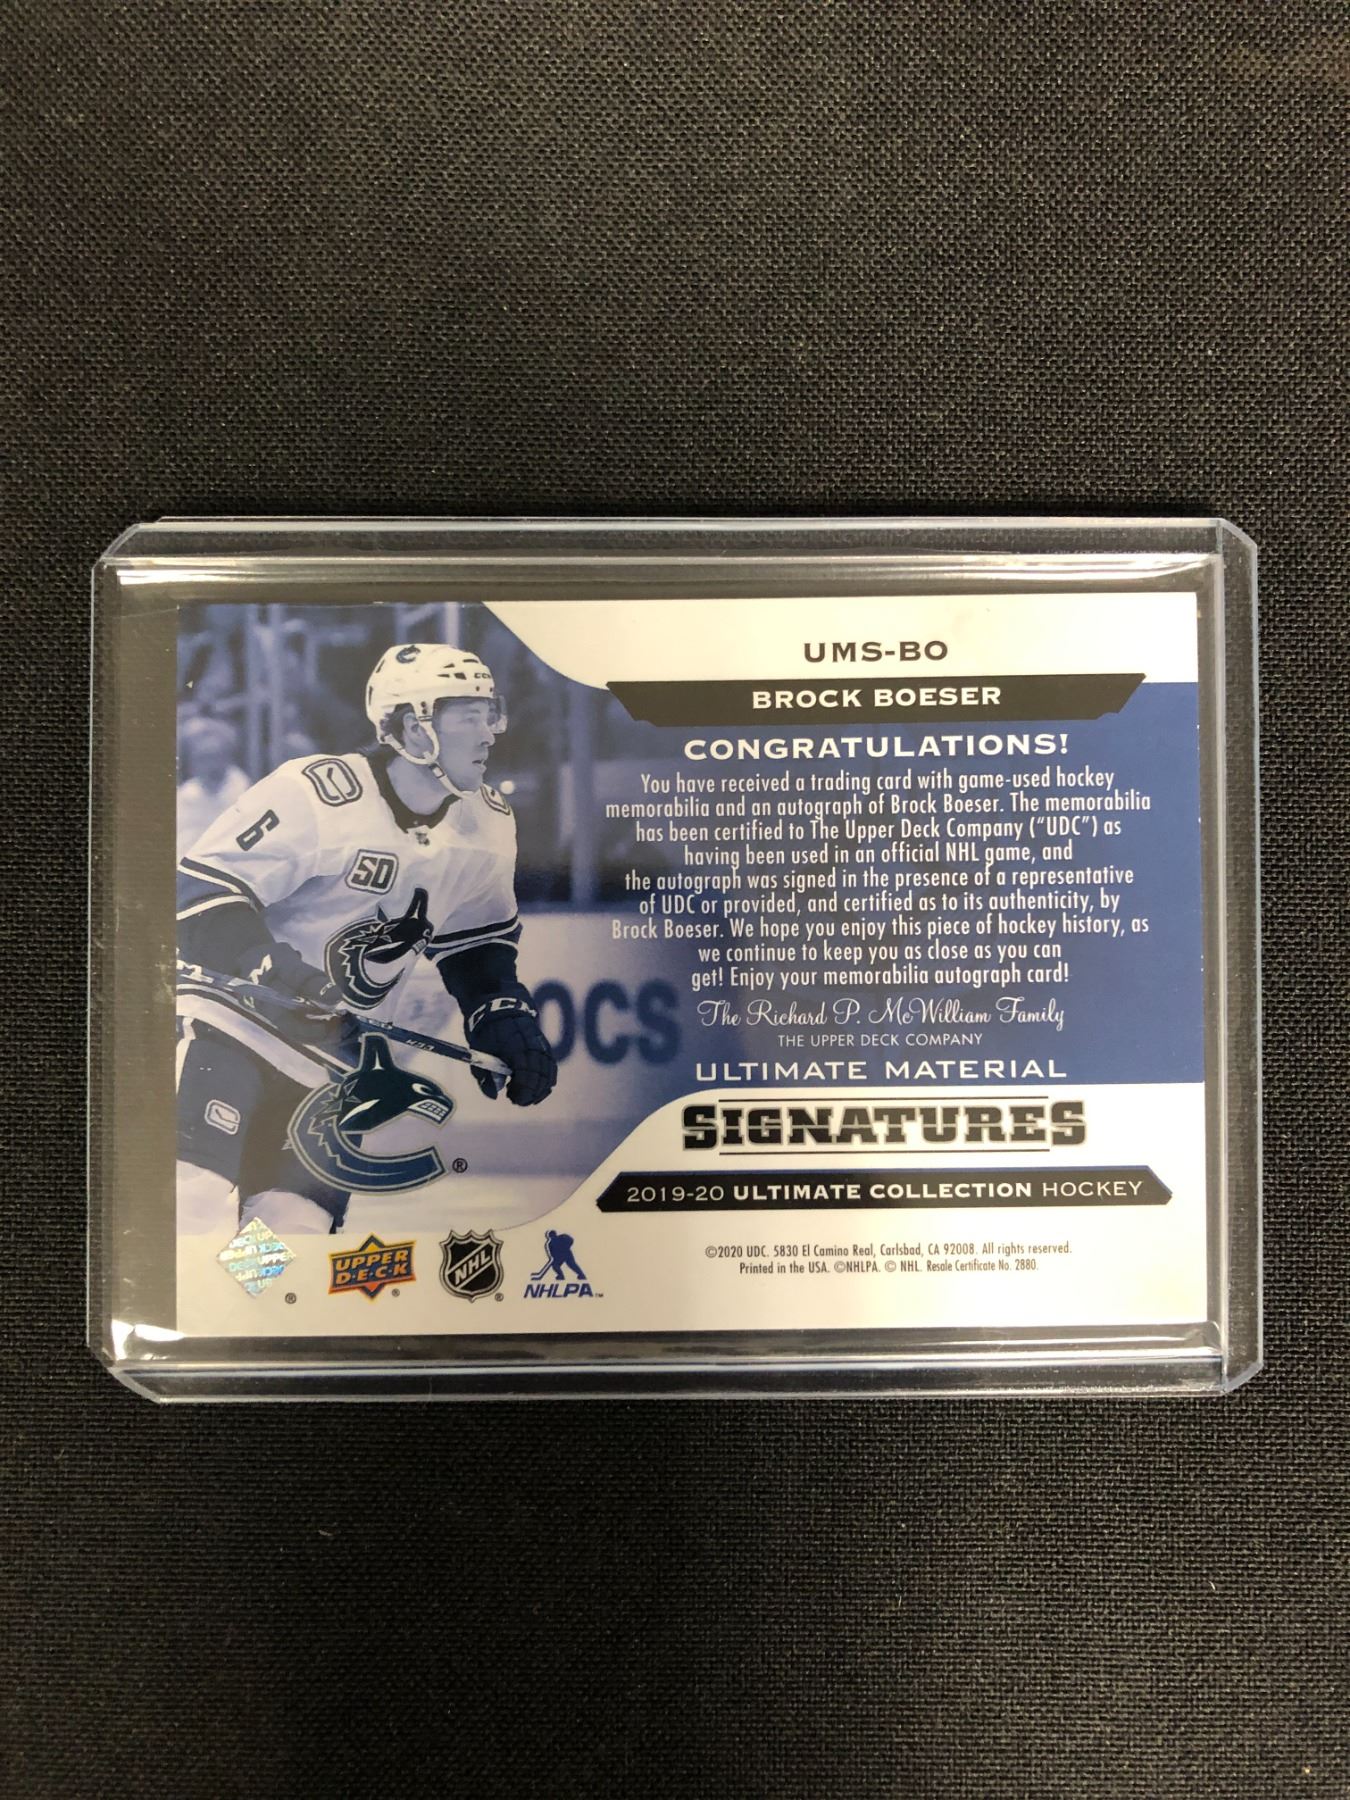 UMS-BO
BROCK BOESER
CONGRATULATIONS!
You have received a trading card with game-used hockey
memorabilia and an autograph of Brock Boeser. The memorabilia
has been certified to The Upper Deck Company ("UDC") as
having been used in an official NHL game, and
the autograph was signed in the presence of a representative
of UDC or provided, and certified as to its authenticity, by
Brock Boeser. We hope you enjoy this piece of hockey history, as
we continue to keep you as close as you can
get! Enjoy your memorabilia autograph card!
The Richard P. McWilliam Family
THE UPPER DECK COMPANY
ULTIMATE MATERIAL
SIGNATURES
2019-20 ULTIMATE COLLECTION HOCKEY
©2020 UDC. 5830 El Camino Real, Carlsbad, CA 92008. All rights reserved.
Printed in the USA. ©NHLPA. © NHL. Resale Certificate No. 2880.
6
50
CCM
OCS
®
®
UPPER
DECK
®
NHL
®
NHLPA™